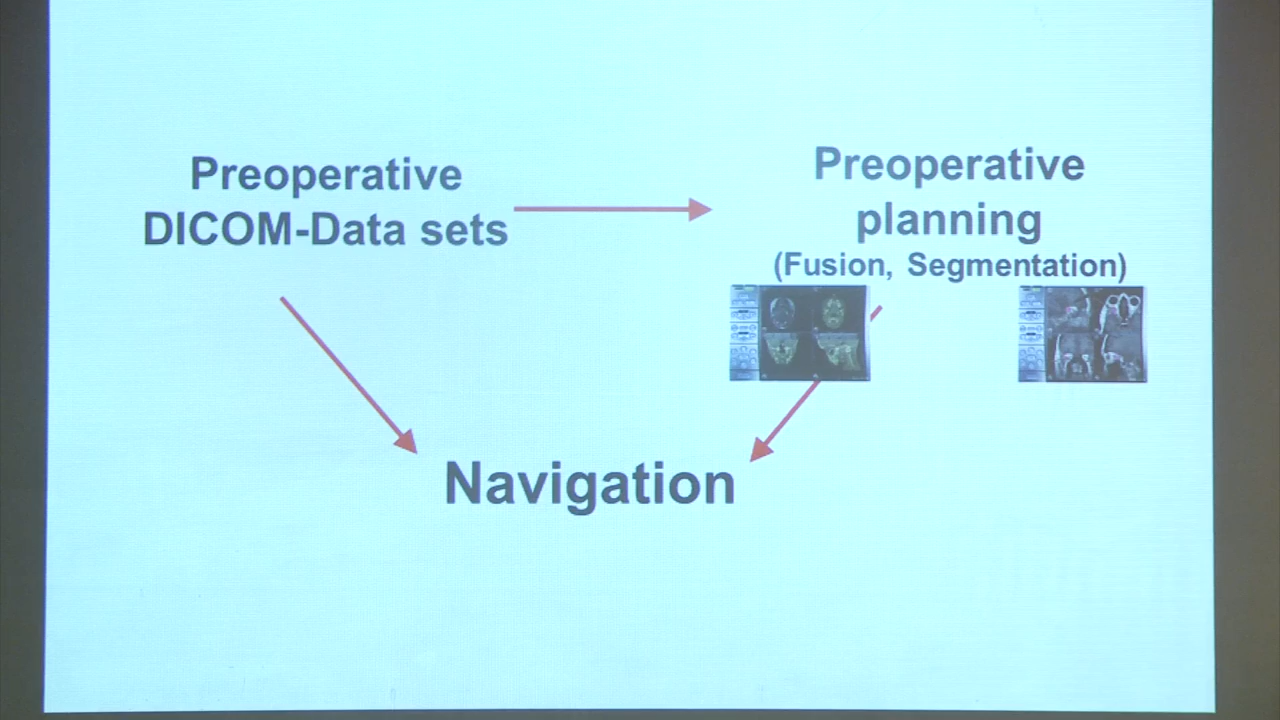 Preoperative
DICOM-Data sets
Preoperative
planning
(Fusion, Segmentation)
Navigation